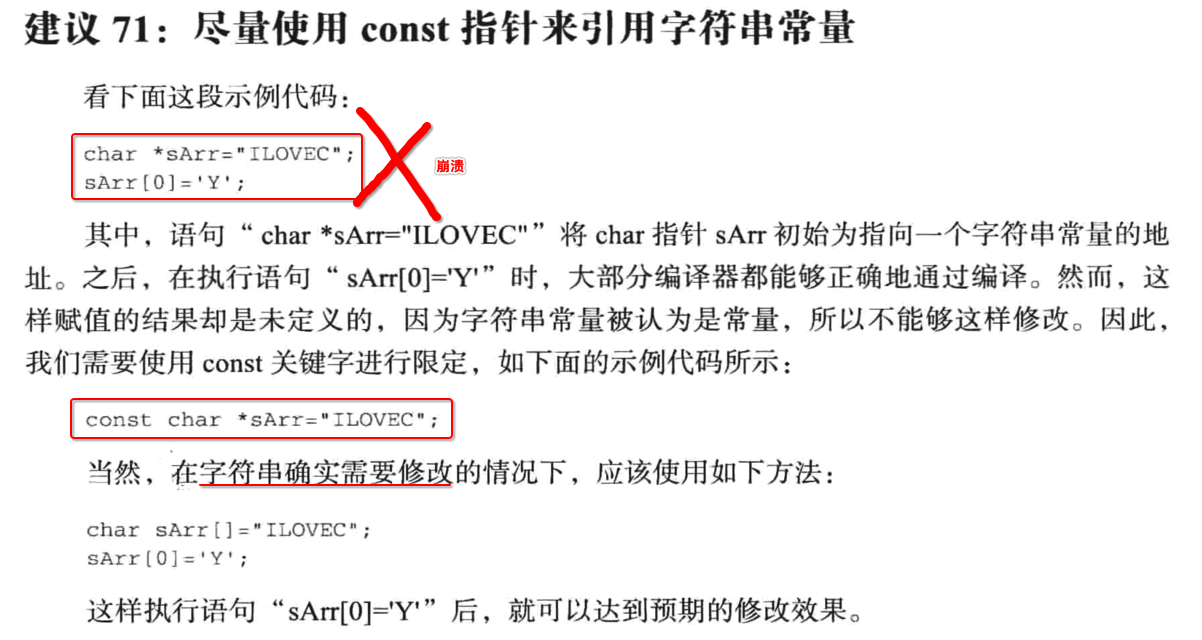 建议 71：尽量使用 const 指针来引用字符串常量
看下面这段示例代码：
char *sArr="ILOVEC";
sArr[0]='Y';
崩溃
其中，语句“ char *sArr="ILOVEC"”将 char 指针 sArr 初始为指向一个字符串常量的地
址。之后，在执行语句“ sArr[0]='Y'”时，大部分编译器都能够正确地通过编译。然而，这
样赋值的结果却是未定义的，因为字符串常量被认为是常量，所以不能够这样修改。因此，
我们需要使用 const 关键字进行限定，如下面的示例代码所示：
const char *sArr="ILOVEC";
当然，在字符串确实需要修改的情况下，应该使用如下方法：
char sArr[]="ILOVEC";
sArr[0]='Y';
这样执行语句“sArr[0]='Y'”后，就可以达到预期的修改效果。